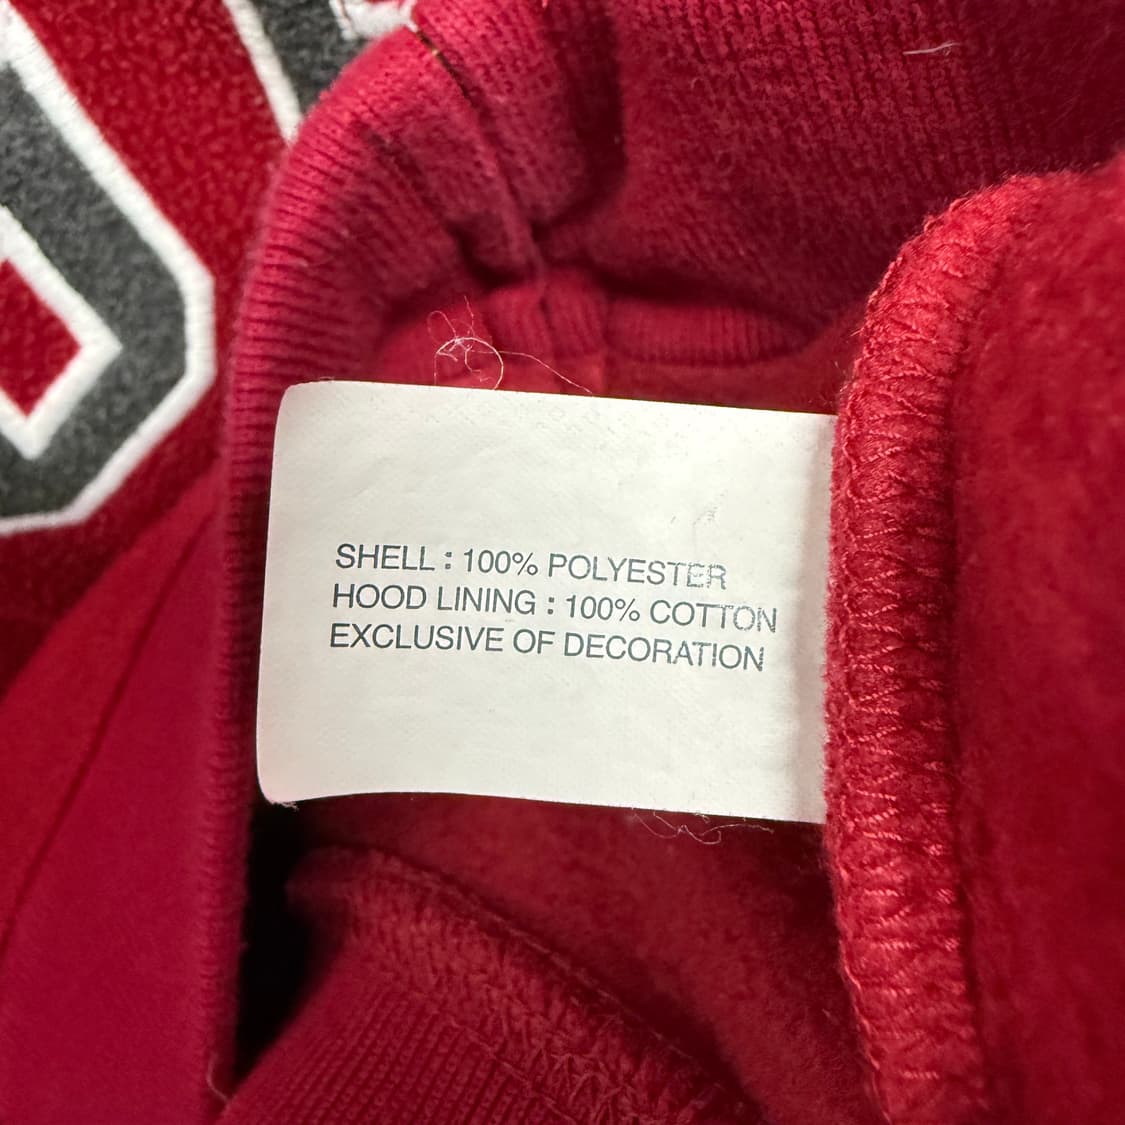 SHELL : 100% POLYESTER
HOOD LINING : 100% COTTON
EXCLUSIVE OF DECORATION